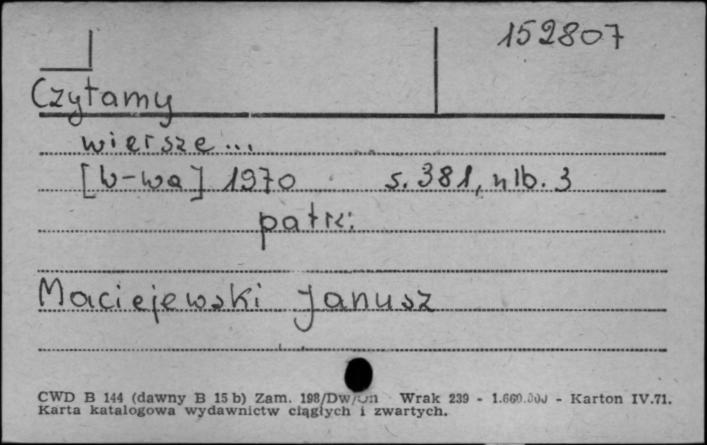 152807
Czytamy
wiersze...
[W-wa] 1970 s. 381, nlb. 3
patrz:
Maciejewski Janusz
CWD B 144 (dawny B 15 b) Zam. 198/Dw/ Wrak 239 - 1.660.000 - Karton IV.71.
Karta katalogowa wydawnictw ciągłych i zwartych.